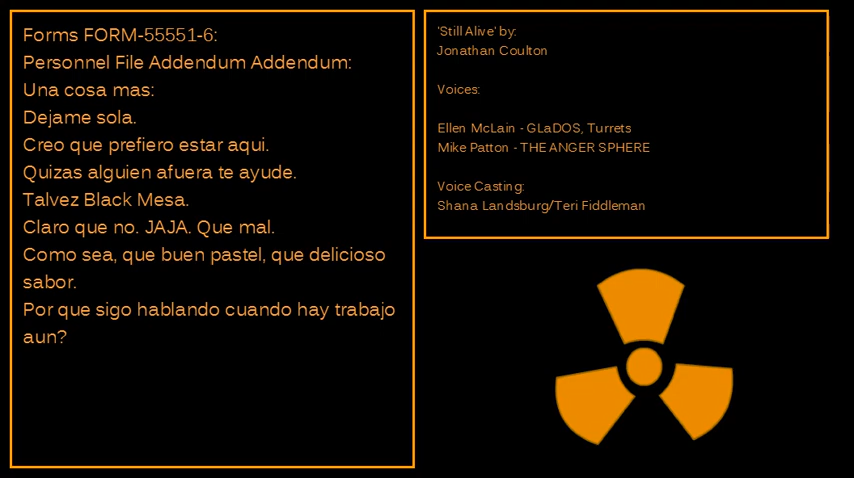 Forms FORM-55551-6:
Personnel File Addendum Addendum:
Una cosa mas:
Dejame sola.
Creo que prefiero estar aqui.
Quizas alguien afuera te ayude.
Talvez Black Mesa.
Claro que no. JAJA. Que mal.
Como sea, que buen pastel, que delicioso
sabor.
Por que sigo hablando cuando hay trabajo
aun?
'Still Alive' by:
Jonathan Coulton
Voices:
Ellen McLain - GLaDOS, Turrets
Mike Patton - THE ANGER SPHERE
Voice Casting:
Shana Landsburg/Teri Fiddleman